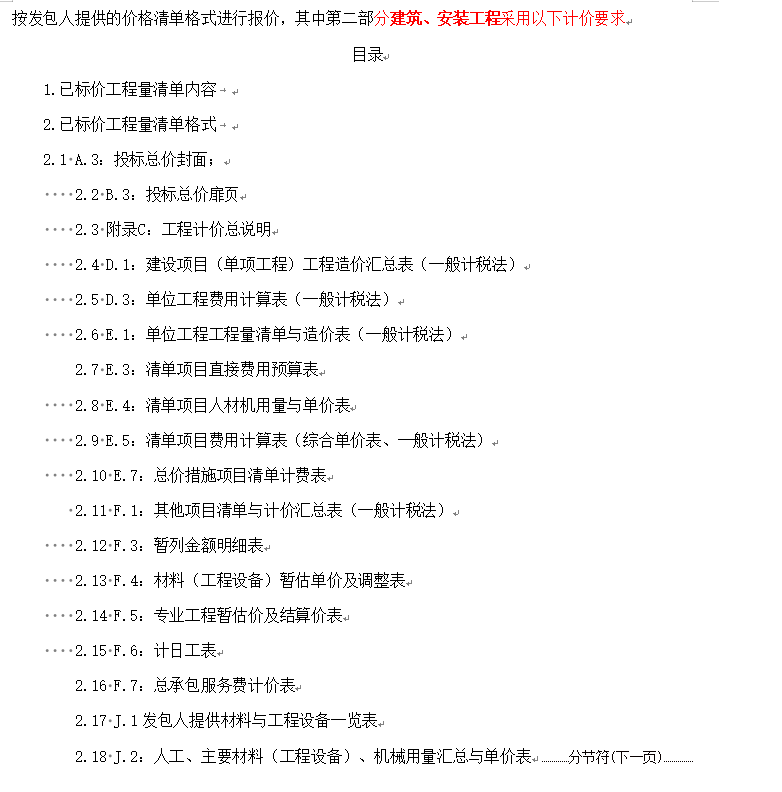 按发包人提供的价格清单格式进行报价，其中第二部分建筑、安装工程采用以下计价要求
目录
1.已标价工程量清单内容
2.已标价工程量清单格式
2.1 A.3：投标总价封面；
2.2 B.3：投标总价扉页
2.3 附录C：工程计价总说明
2.4 D.1：建设项目（单项工程）工程造价汇总表（一般计税法）
2.5 D.3：单位工程费用计算表（一般计税法）
2.6 E.1：单位工程工程量清单与造价表（一般计税法）
2.7 E.3：清单项目直接费用预算表
2.8 E.4：清单项目人材机用量与单价表
2.9 E.5：清单项目费用计算表（综合单价表、一般计税法）
2.10 E.7：总价措施项目清单计费表
2.11 F.1：其他项目清单与计价汇总表（一般计税法）
2.12 F.3：暂列金额明细表
2.13 F.4：材料（工程设备）暂估单价及调整表
2.14 F.5：专业工程暂估价及结算价表
2.15 F.6：计日工表
2.16 F.7：总承包服务费计价表
2.17 J.1发包人提供材料与工程设备一览表
2.18 J.2：人工、主要材料（工程设备）、机械用量汇总与单价表 分节符(下一页)